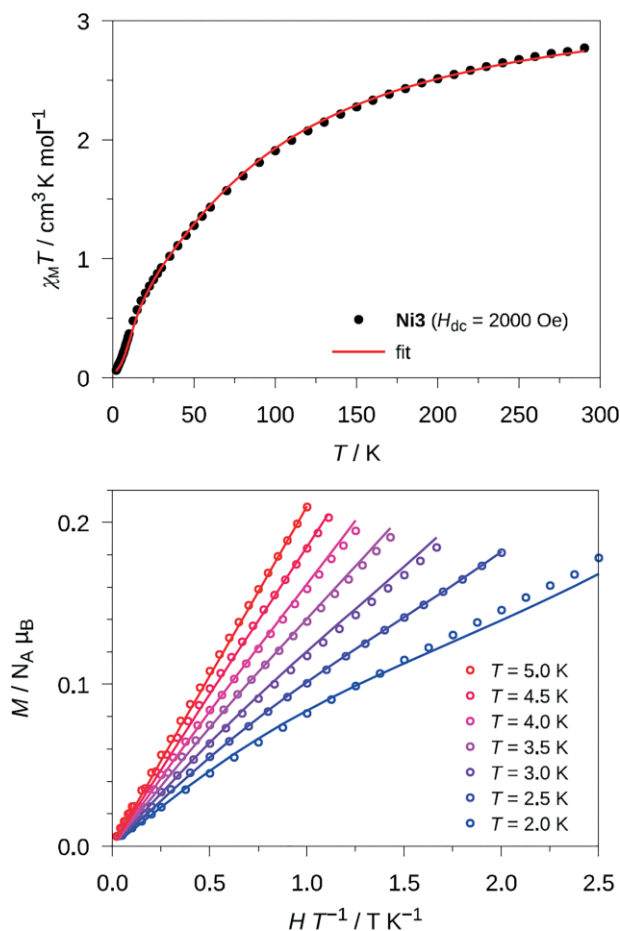 3
2
1
0
χMT / cm³ K mol⁻¹
Ni3 (Hdc = 2000 Oe)
fit
0 50 100 150 200 250 300
T / K
0.2
0.1
0.0
M / NA μB
T = 5.0 K
T = 4.5 K
T = 4.0 K
T = 3.5 K
T = 3.0 K
T = 2.5 K
T = 2.0 K
0.0 0.5 1.0 1.5 2.0 2.5
H T⁻¹ / T K⁻¹